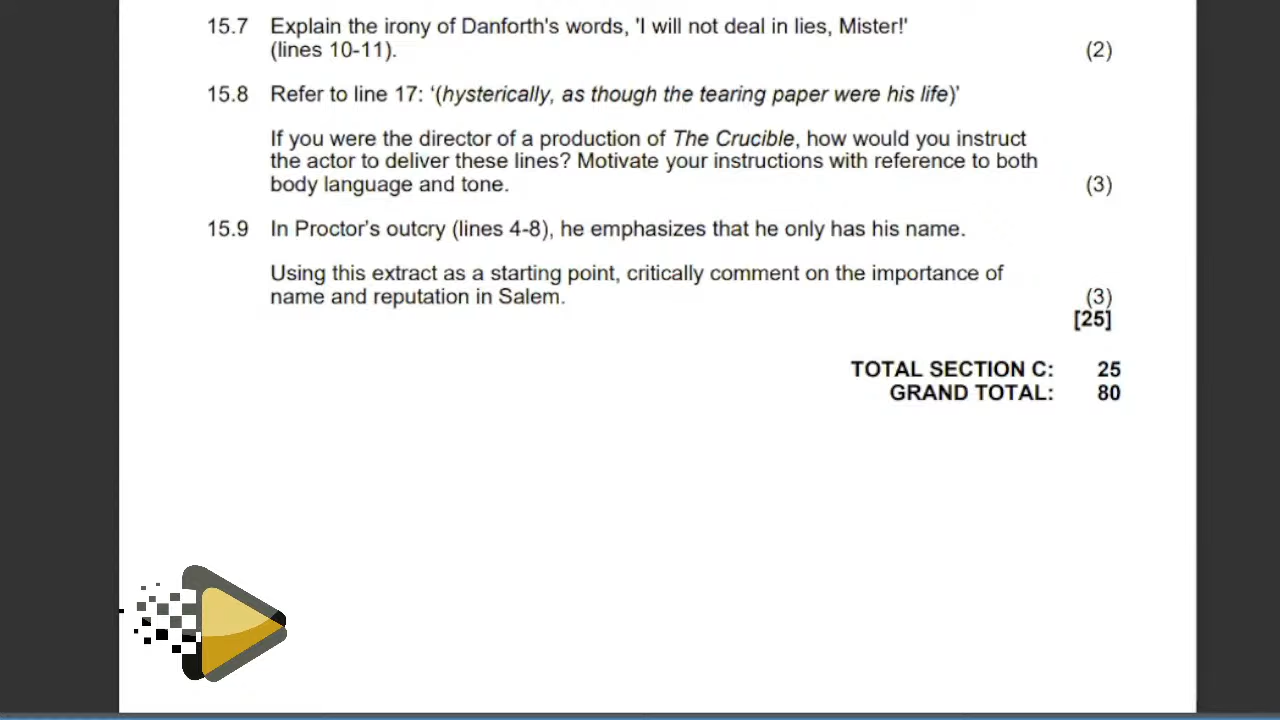 15.7 Explain the irony of Danforth's words, 'I will not deal in lies, Mister!'
(lines 10-11). (2)
15.8 Refer to line 17: ‘(hysterically, as though the tearing paper were his life)’
If you were the director of a production of The Crucible, how would you instruct
the actor to deliver these lines? Motivate your instructions with reference to both
body language and tone. (3)
15.9 In Proctor’s outcry (lines 4-8), he emphasizes that he only has his name.
Using this extract as a starting point, critically comment on the importance of
name and reputation in Salem. (3)
[25]
TOTAL SECTION C: 25
GRAND TOTAL: 80